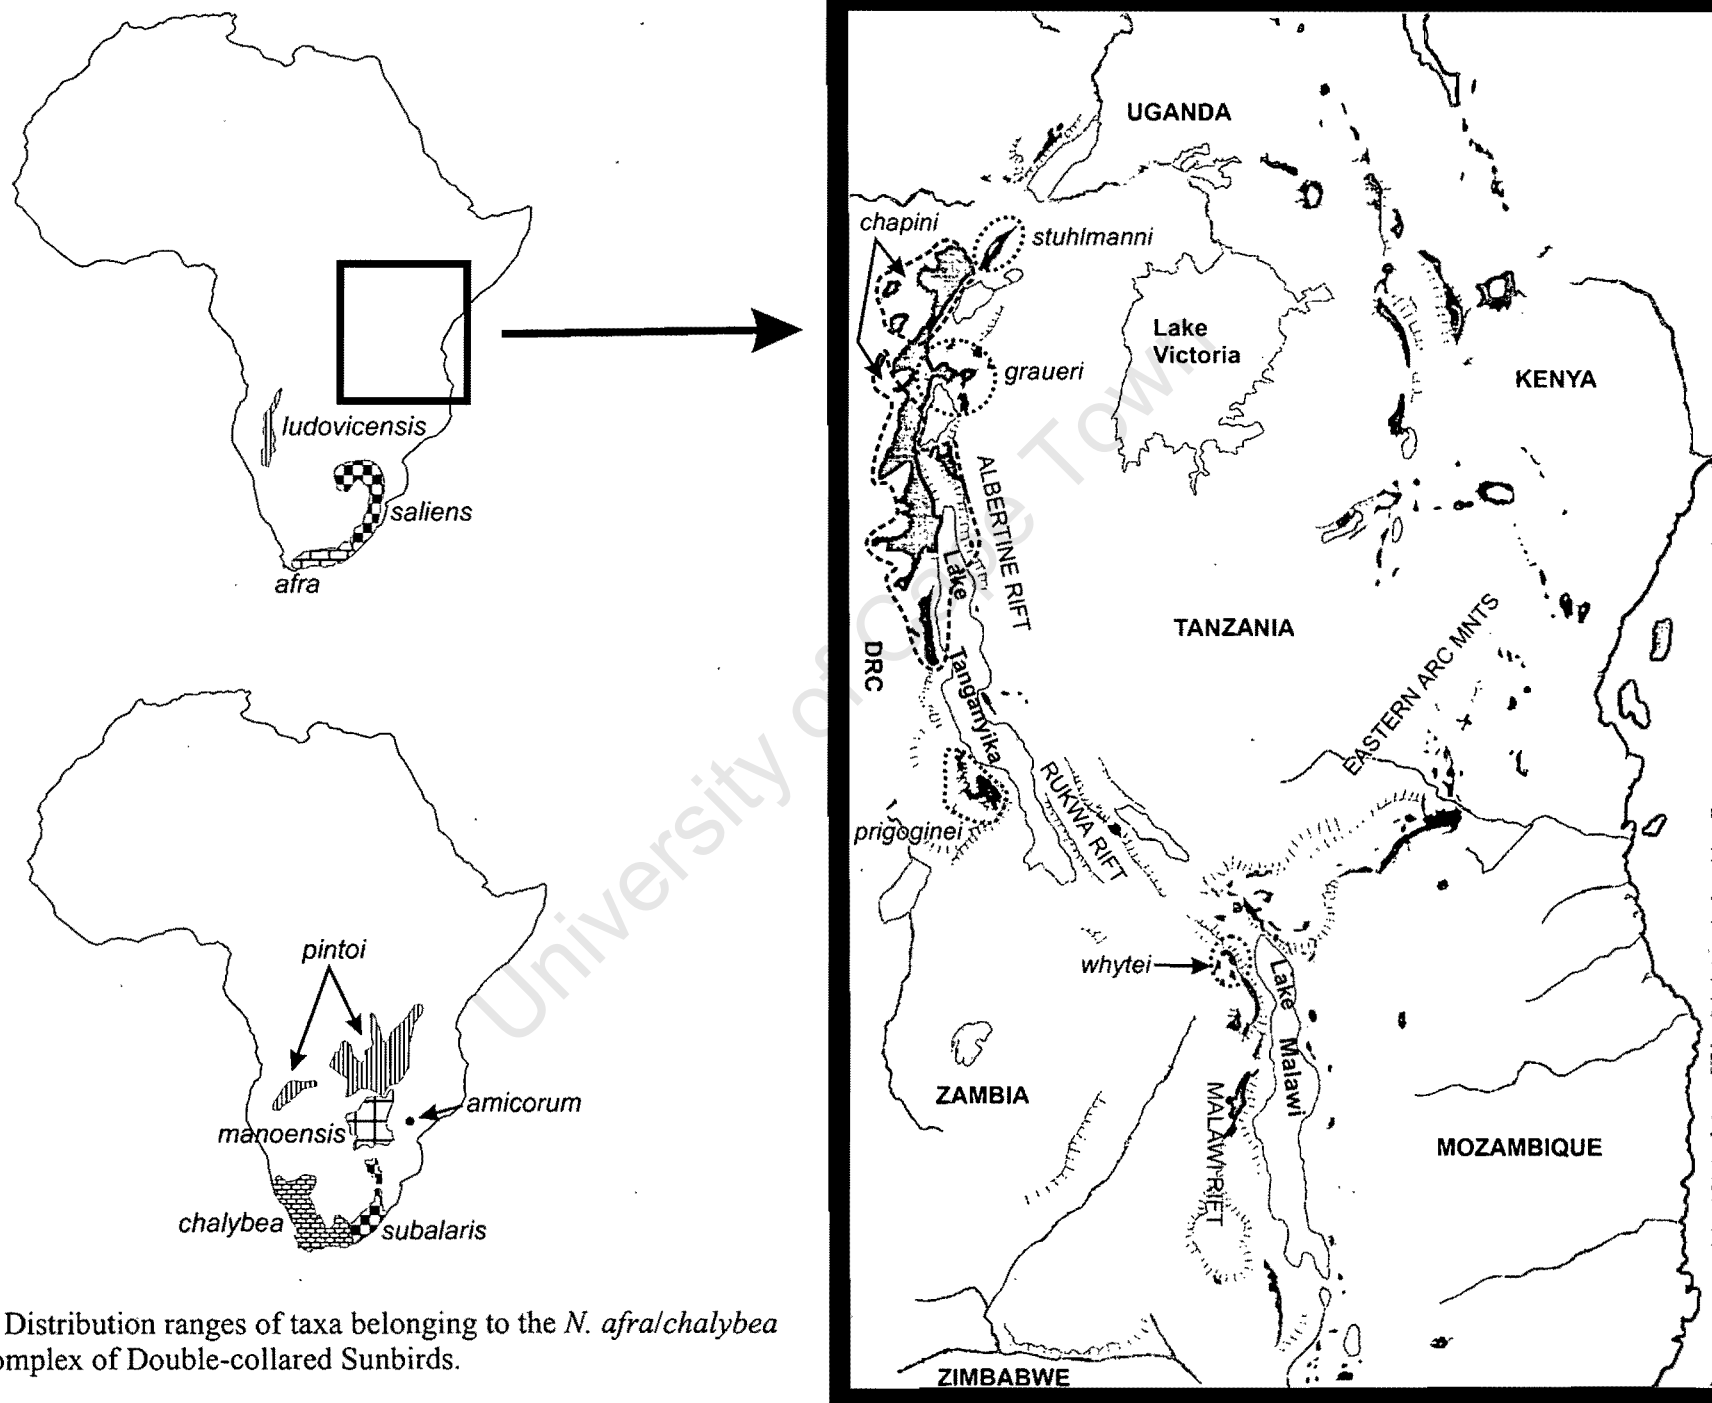 ludovicensis
saliens
afra
pintoi
amicorum
manoensis
chalybea
subalaris
Distribution ranges of taxa belonging to the N. afra/chalybea
omplex of Double-collared Sunbirds.
UGANDA
chapini
stuhlmanni
Lake
Victoria
graueri
KENYA
ALBERTINE RIFT
Lake
Tanganyika
DRC
TANZANIA
EASTERN ARC MNTS
RUKWA RIFT
prigoginei
whytei
Lake
Malawi
ZAMBIA
MALAWI RIFT
MOZAMBIQUE
ZIMBABWE
University of Cape Town